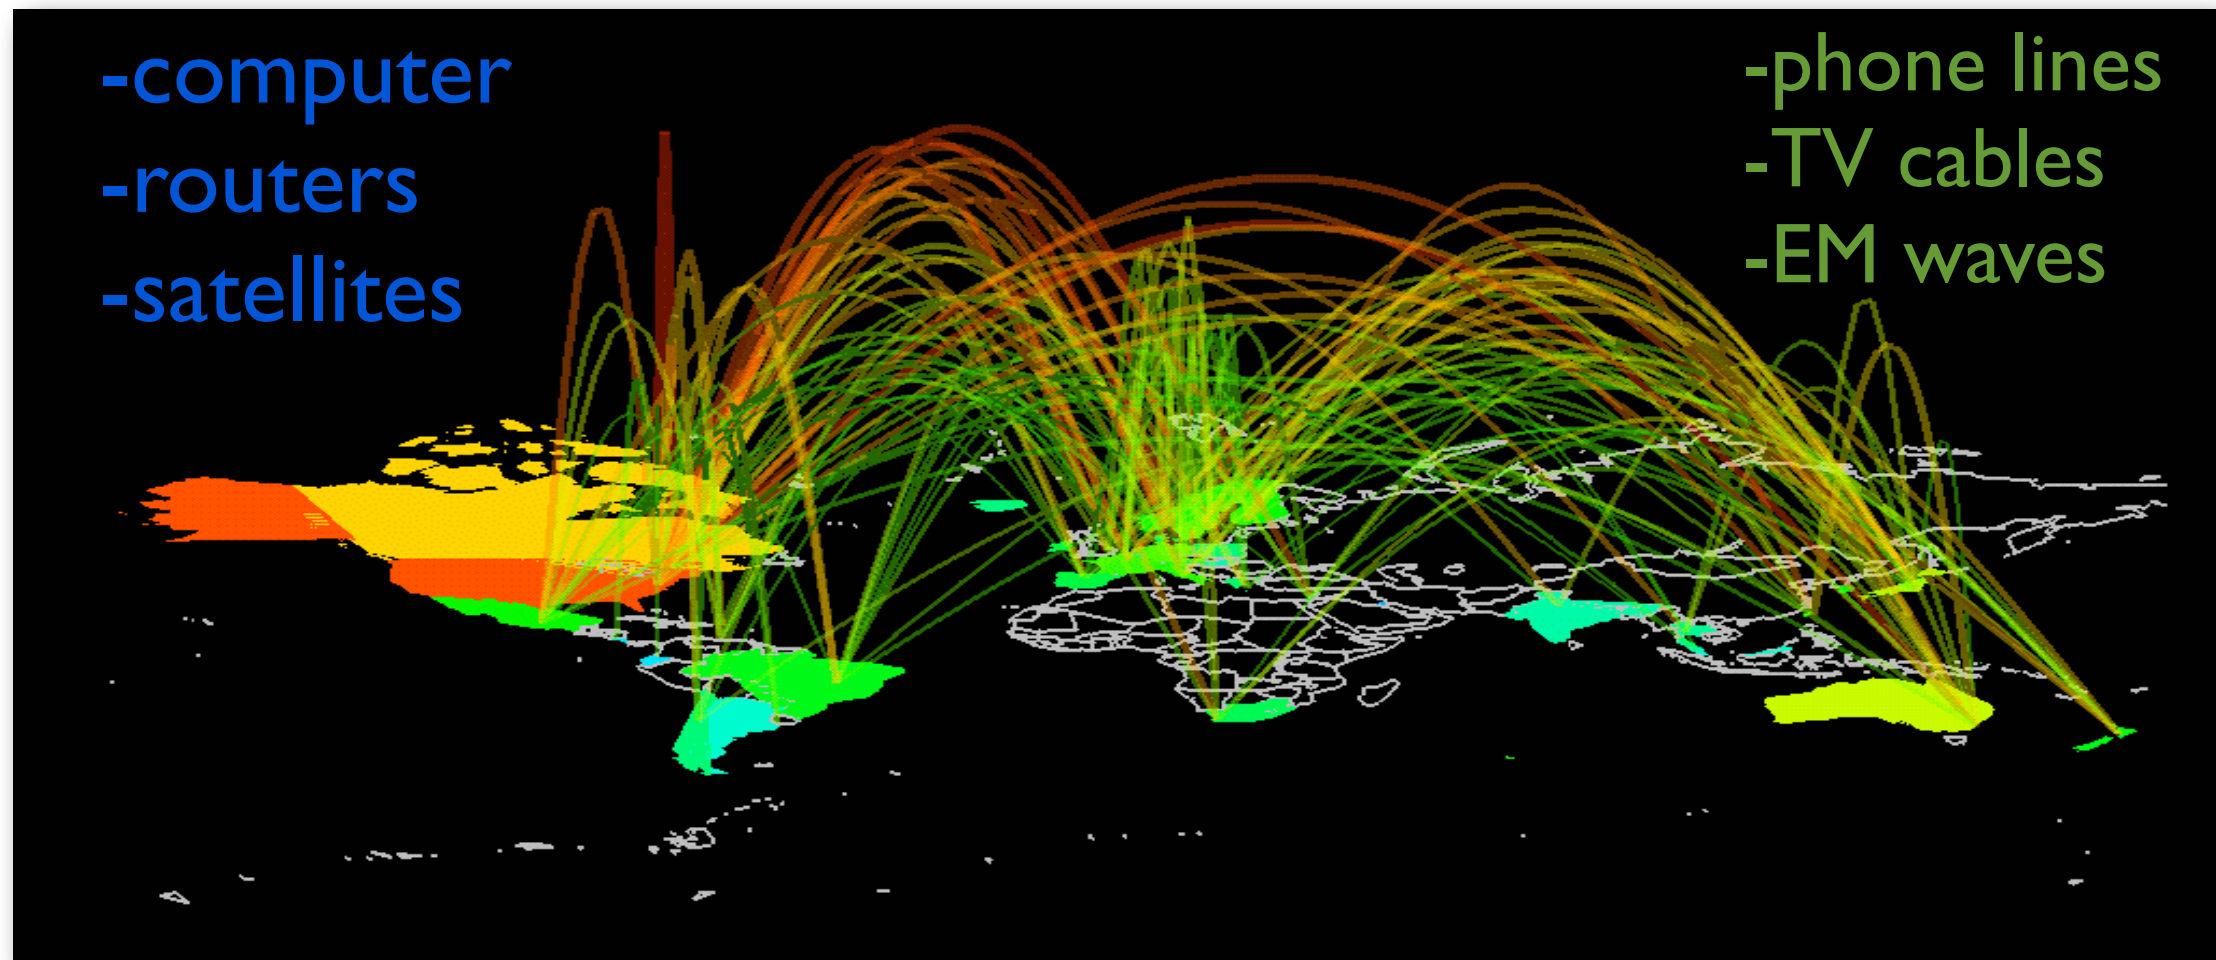 -computer
-routers
-satellites
-phone lines
-TV cables
-EM waves